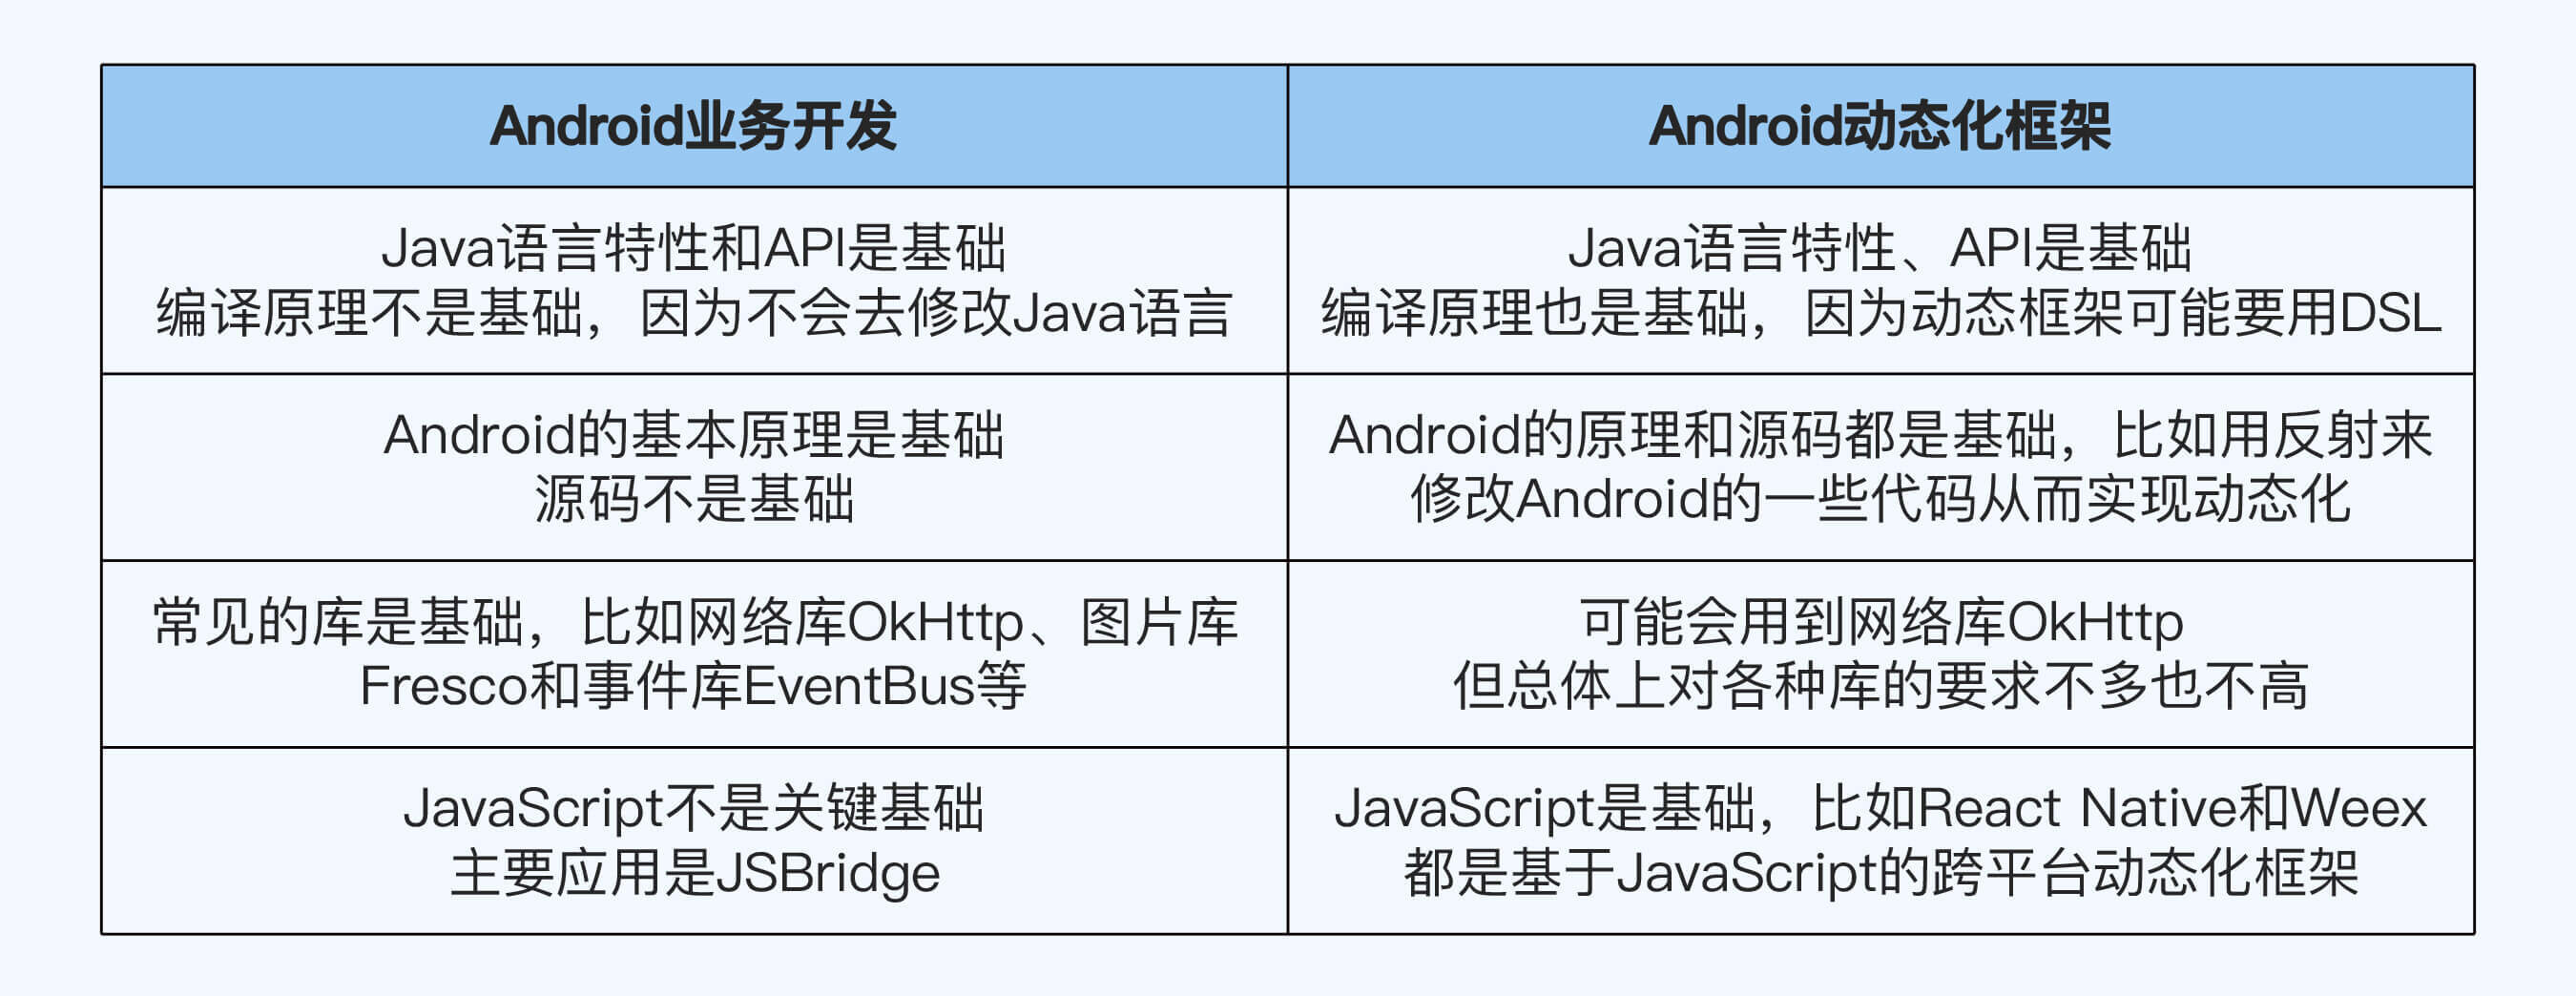 Android业务开发
Android动态化框架
Java语言特性和API是基础
编译原理不是基础，因为不会去修改Java语言
Java语言特性、API是基础
编译原理也是基础，因为动态框架可能要用DSL
Android的基本原理是基础
源码不是基础
Android的原理和源码都是基础，比如用反射来
修改Android的一些代码从而实现动态化
常见的库是基础，比如网络库OkHttp、图片库
Fresco和事件库EventBus等
可能会用到网络库OkHttp
但总体上对各种库的要求不多也不高
JavaScript不是关键基础
主要应用是JSBridge
JavaScript是基础，比如React Native和Weex
都是基于JavaScript的跨平台动态化框架